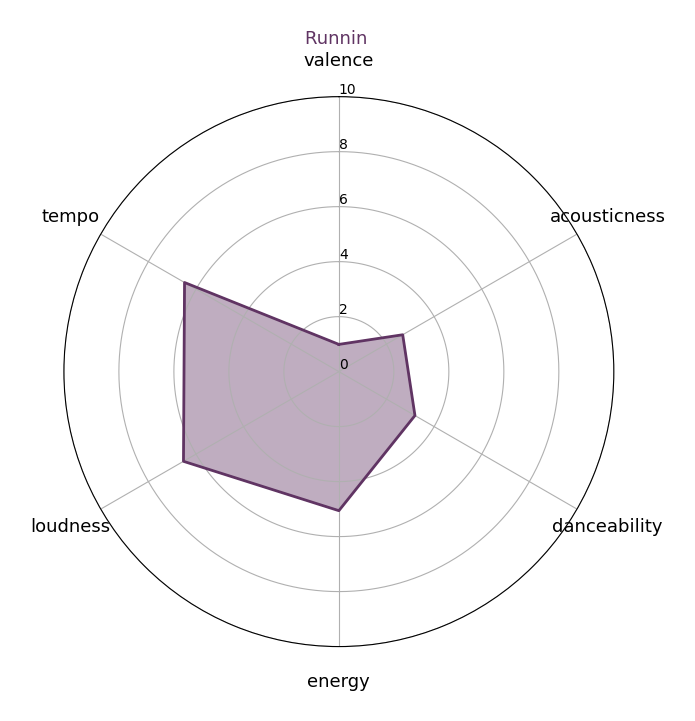 Runnin
valence
10
8
6
4
2
0
tempo
acousticness
loudness
danceability
energy